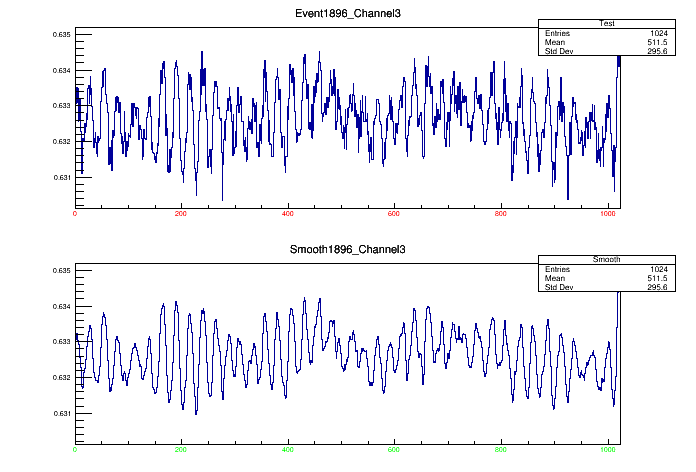 Event1896_Channel3
Test
Entries 1024
Mean 511.5
Std Dev 295.6
0.635
0.634
0.633
0.632
0.631
0 200 400 600 800 1000
Smooth1896_Channel3
Smooth
Entries 1024
Mean 511.5
Std Dev 295.6
0.635
0.634
0.633
0.632
0.631
0 200 400 600 800 1000